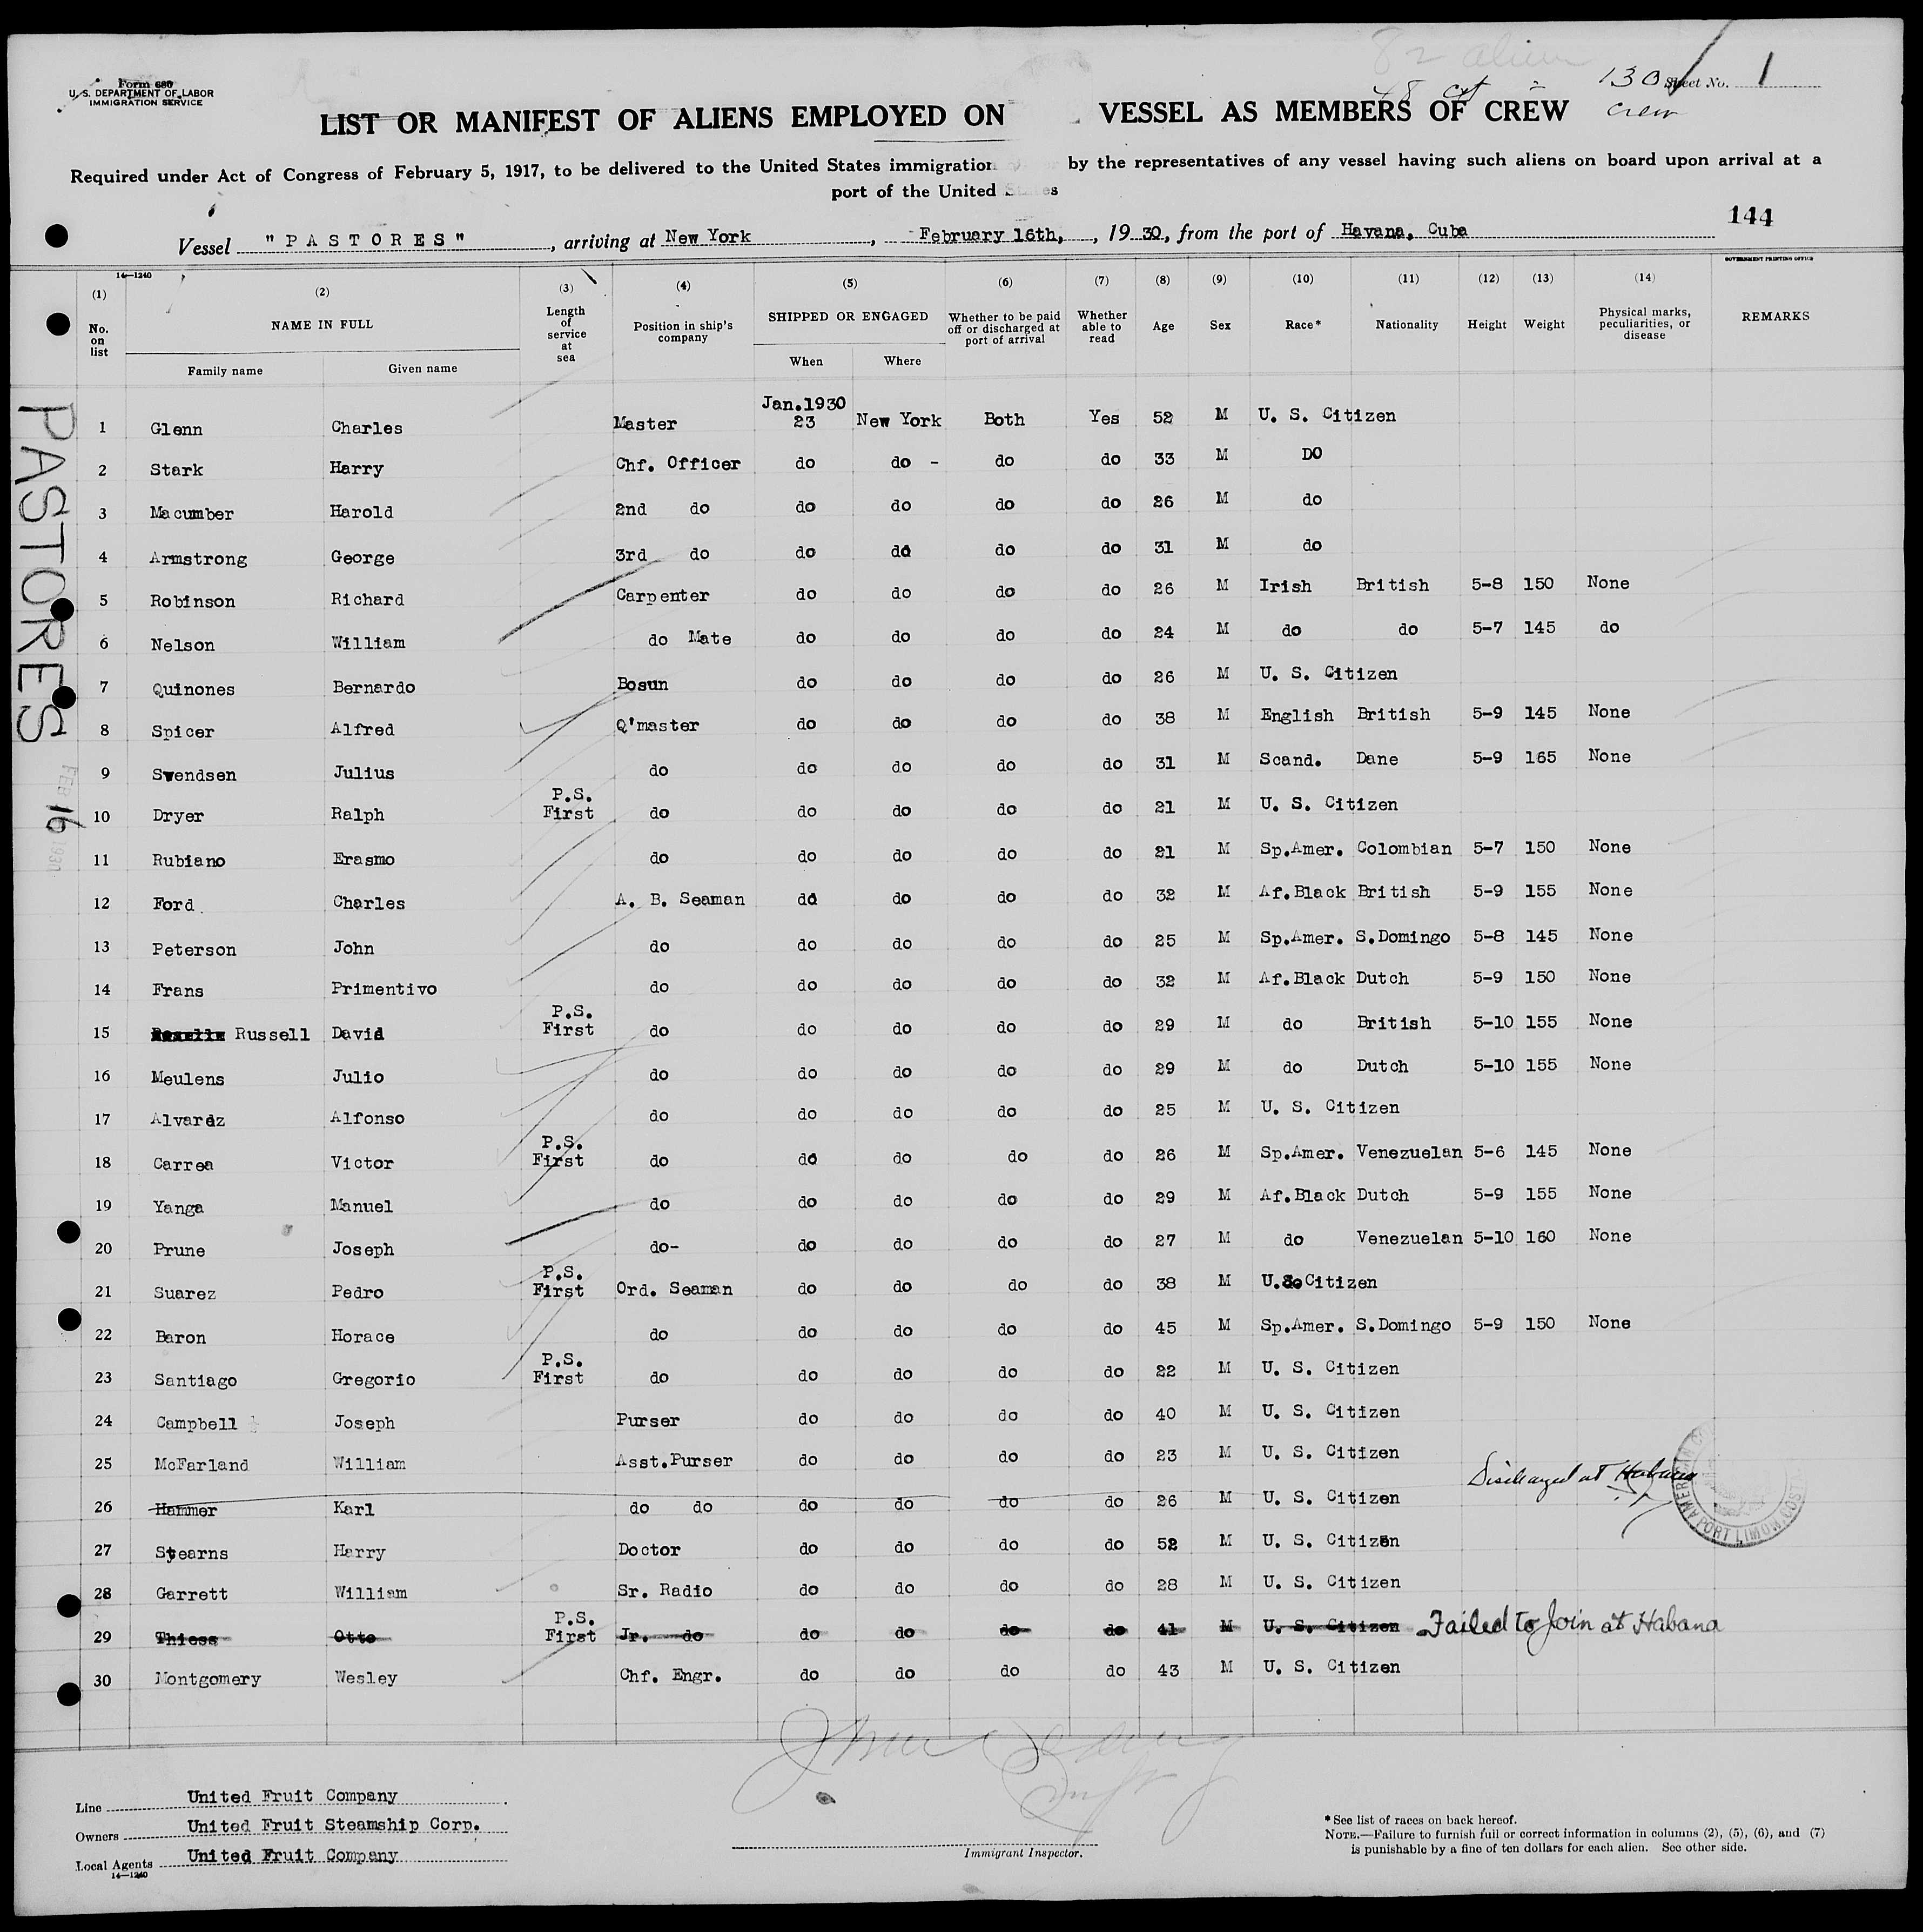 82 alien
48 cit
130
crew
Form 680
U. S. DEPARTMENT OF LABOR
IMMIGRATION SERVICE
Sheet No. 1
LIST OR MANIFEST OF ALIENS EMPLOYED ON VESSEL AS MEMBERS OF CREW
Required under Act of Congress of February 5, 1917, to be delivered to the United States immigration by the representatives of any vessel having such aliens on board upon arrival at a
port of the United States
144
Vessel "PASTORES", arriving at New York, February 16th, 1930, from the port of Havana, Cuba
14—1240
GOVERNMENT PRINTING OFFICE
(1) (2) (3) (4) (5) (6) (7) (8) (9) (10) (11) (12) (13) (14)
No. on list NAME IN FULL Length of service at sea Position in ship's company SHIPPED OR ENGAGED Whether to be paid off or discharged at port of arrival Whether able to read Age Sex Race* Nationality Height Weight Physical marks, peculiarities, or disease REMARKS
Family name Given name When Where
Jan.1930
1 Glenn Charles Master 23 New York Both Yes 52 M U. S. Citizen
2 Stark Harry Chf. Officer do do - do do 33 M DO
3 Macumber Harold 2nd do do do do do 26 M do
4 Armstrong George 3rd do do do do do 31 M do
5 Robinson Richard Carpenter do do do do 26 M Irish British 5-8 150 None
6 Nelson William do Mate do do do do 24 M do do 5-7 145 do
7 Quinones Bernardo Bosun do do do do 26 M U. S. Citizen
8 Spicer Alfred Q'master do do do do 38 M English British 5-9 145 None
9 Swendsen Julius do do do do do 31 M Scand. Dane 5-9 165 None
P.S.
10 Dryer Ralph First do do do do do 21 M U. S. Citizen
11 Rubiano Erasmo do do do do do 21 M Sp.Amer. Colombian 5-7 150 None
12 Ford Charles A. B. Seaman do do do do 32 M Af.Black British 5-9 155 None
13 Peterson John do do do do do 25 M Sp.Amer. S.Domingo 5-8 145 None
14 Frans Primentivo do do do do do 32 M Af.Black Dutch 5-9 150 None
P.S.
15 Russell David First do do do do do 29 M do British 5-10 155 None
16 Meulens Julio do do do do do 29 M do Dutch 5-10 155 None
17 Alvardz Alfonso do do do do do 25 M U. S. Citizen
P.S.
18 Carrea Victor First do do do do do 26 M Sp.Amer. Venezuelan 5-6 145 None
19 Yanga Manuel do do do do do 29 M Af.Black Dutch 5-9 155 None
20 Prune Joseph do- do do do do 27 M do Venezuelan 5-10 160 None
P.S.
21 Suarez Pedro First Ord. Seaman do do do do 38 M U.S. Citizen
22 Baron Horace do do do do do 45 M Sp.Amer. S.Domingo 5-9 150 None
P.S.
23 Santiago Gregorio First do do do do do 22 M U. S. Citizen
24 Campbell Joseph Purser do do do do 40 M U. S. Citizen
25 McFarland William Asst.Purser do do do do 23 M U. S. Citizen
26 Hammer Karl do do do do do do 26 M U. S. Citizen Discharged at Habana
27 Stearns Harry Doctor do do do do 52 M U. S. Citizen
28 Garrett William Sr. Radio do do do do 28 M U. S. Citizen
P.S.
29 Thiess Otto First Jr. do do do do do 41 M U. S. Citizen Failed to Join at Habana
30 Montgomery Wesley Chf. Engr. do do do do 43 M U. S. Citizen
AMERICAN
PORT LIMON, COSTA
PASTORES
FEB 16 1930
Line United Fruit Company
Owners United Fruit Steamship Corp.
Local Agents United Fruit Company
14—1240
Immigrant Inspector.
*See list of races on back hereof.
NOTE.—Failure to furnish full or correct information in columns (2), (5), (6), and (7)
is punishable by a fine of ten dollars for each alien. See other side.